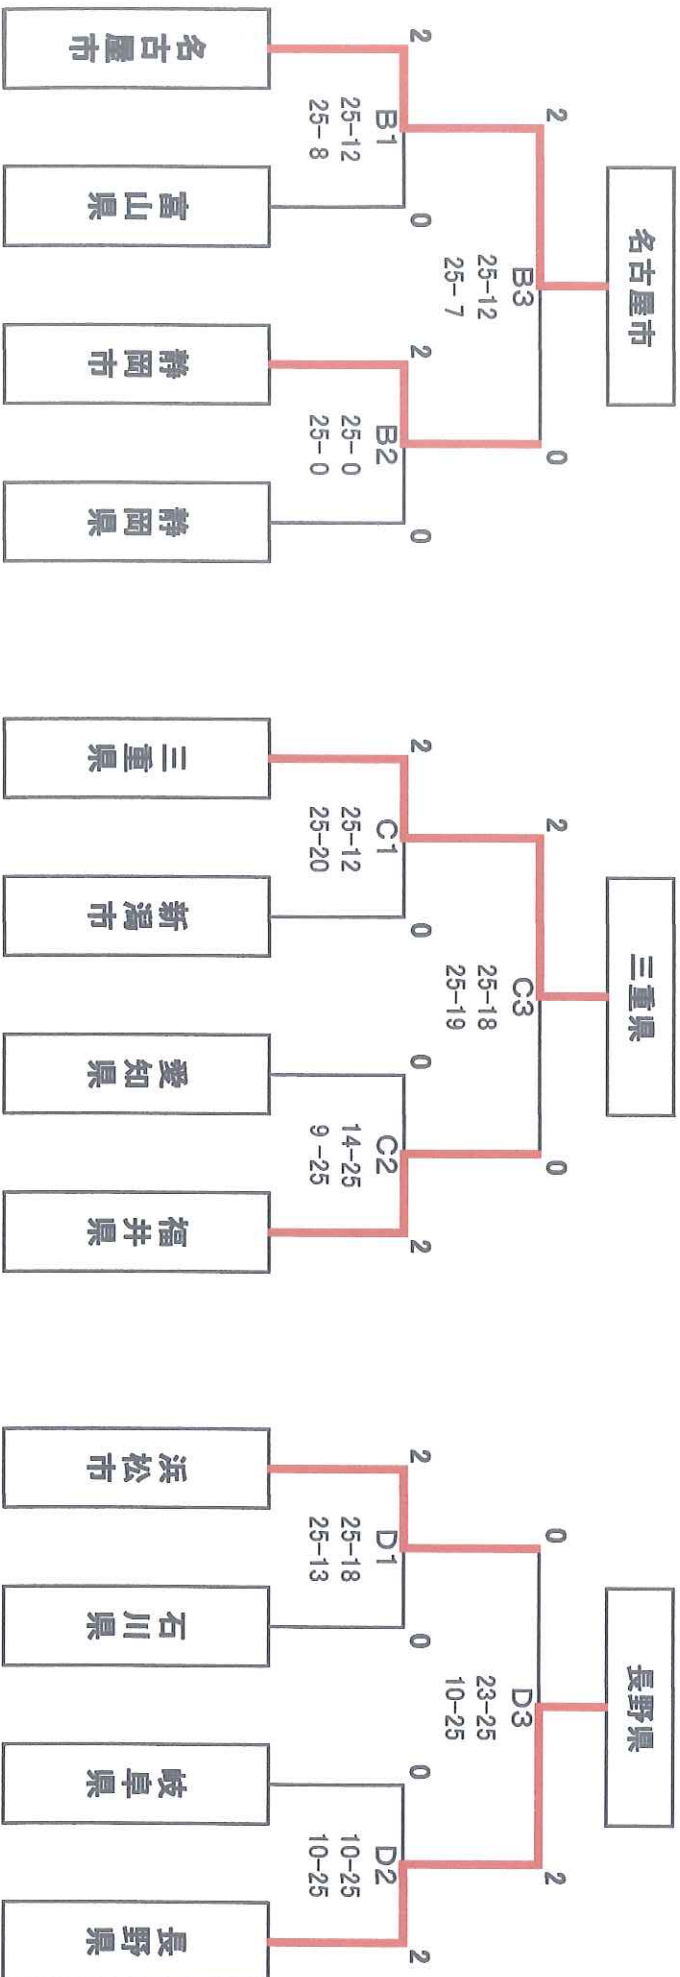 名古屋市
2
0
B3
25-12
25- 7
2
0
B1
25-12
25- 8
2
0
B2
25- 0
25- 0
名古屋市
富山県
静岡市
静岡県
三重県
2
0
C3
25-18
25-19
2
0
C1
25-12
25-20
0
2
C2
14-25
9 -25
三重県
新潟市
愛知県
福井県
長野県
0
2
D3
23-25
10-25
2
0
D1
25-18
25-13
0
2
D2
10-25
10-25
浜松市
石川県
岐阜県
長野県